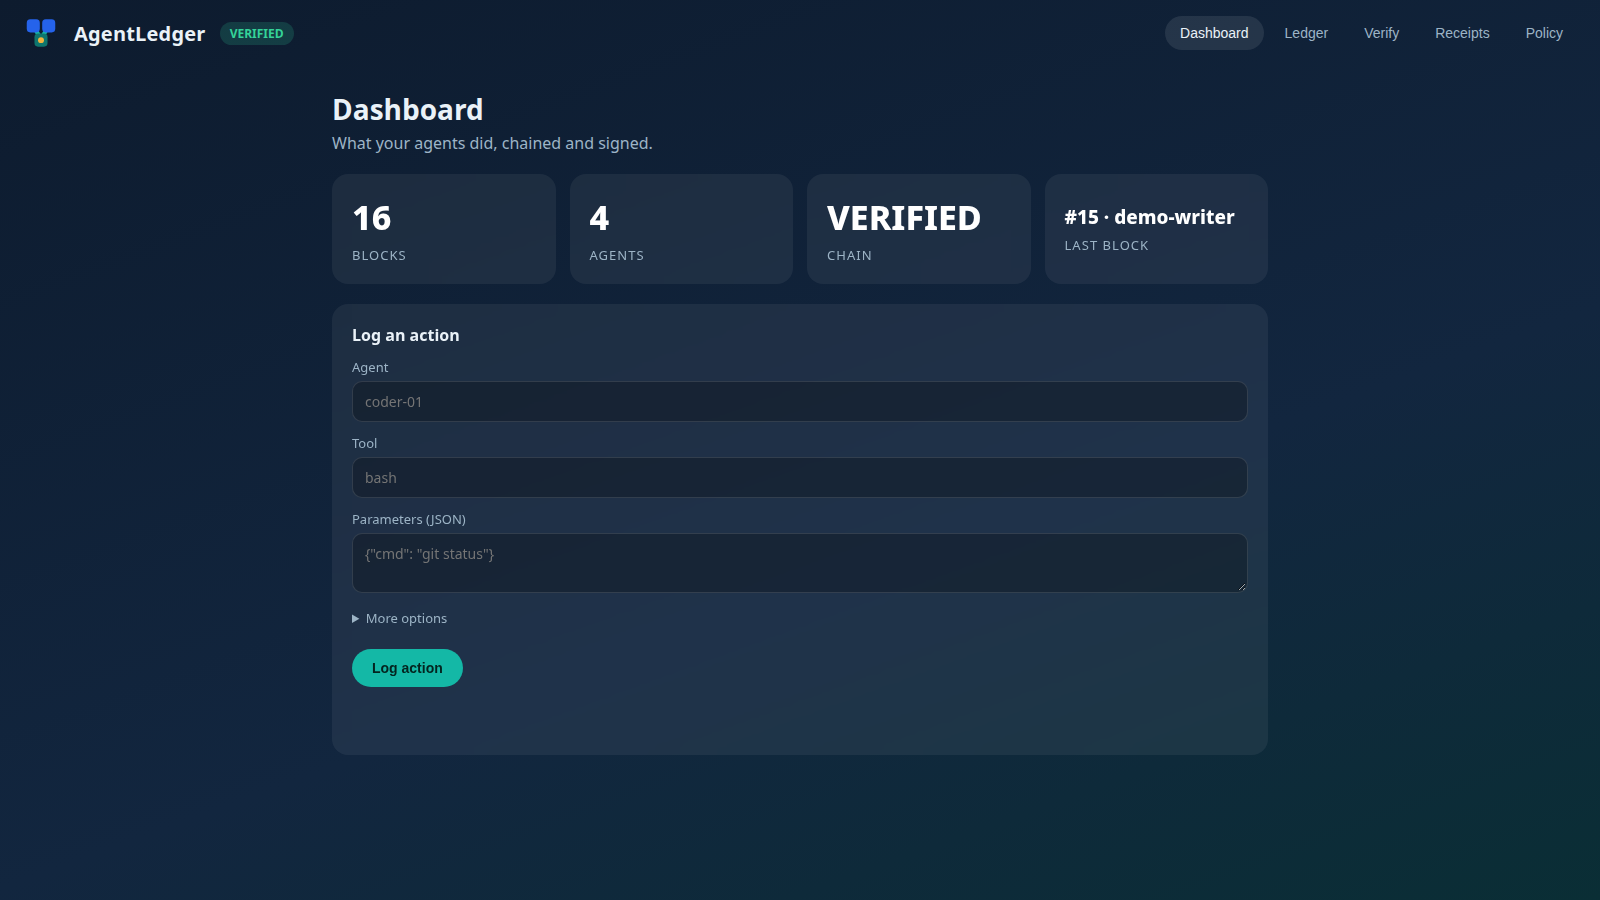 AgentLedger
VERIFIED
Dashboard
Ledger
Verify
Receipts
Policy
Dashboard
What your agents did, chained and signed.
16
BLOCKS
4
AGENTS
VERIFIED
CHAIN
#15 · demo-writer
LAST BLOCK
Log an action
Agent
coder-01
Tool
bash
Parameters (JSON)
{"cmd": "git status"}
More options
Log action